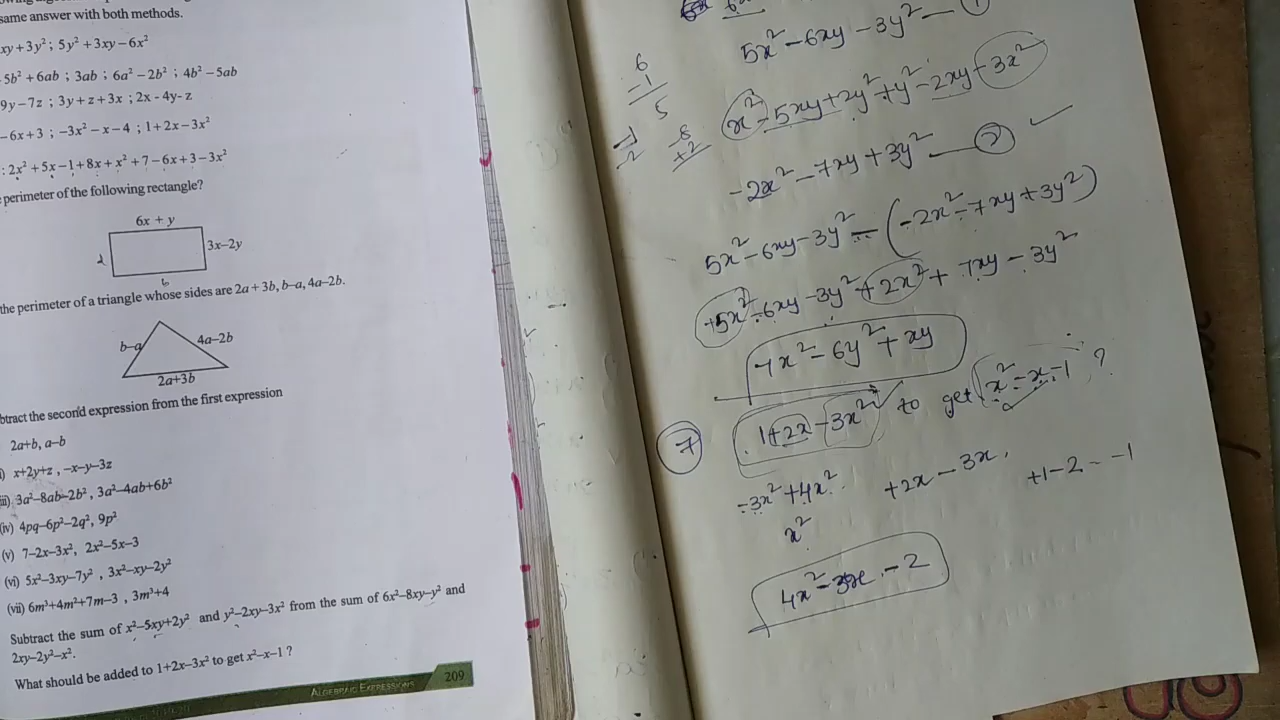 same answer with both methods.
xy+3y² ; 5y²+3xy–6x²
5b²+6ab ; 3ab ; 6a²–2b² ; 4b²–5ab
9y–7z ; 3y+z+3x ; 2x-4y-z
–6x+3 ; –3x²–x–4 ; 1+2x–3x²
: 2x²+5x–1+8x+x²+7–6x+3–3x²
perimeter of the following rectangle?
6x + y
3x–2y
b
the perimeter of a triangle whose sides are 2a+3b, b–a, 4a–2b.
b–a
4a–2b
2a+3b
btract the second expression from the first expression
2a+b, a–b
x+2y+z , –x–y–3z
iii) 3a²–8ab–2b² , 3a²–4ab+6b²
(iv) 4pq–6p²–2q², 9p²
(v) 7–2x–3x², 2x²–5x–3
(vi) 5x²–3xy–7y² , 3x²–xy–2y²
(vii) 6m³+4m²+7m–3 , 3m³+4
Subtract the sum of x²–5xy+2y² and y²–2xy–3x² from the sum of 6x²–8xy–y² and
2xy–2y²–x².
What should be added to 1+2x–3x² to get x²–x–1 ?
ALGEBRAIC EXPRESSIONS 209
5x² – 6xy – 3y² — 1
6
–1
5
x² – 5xy + 2y² + y² – 2xy – 3x²
–8
+2
–2x² – 7xy + 3y² — 2
5x² – 6xy – 3y² – (–2x² – 7xy + 3y²)
+5x² – 6xy – 3y² + 2x² + 7xy – 3y²
7x² – 6y² + xy
7 1+2x–3x² to get x²–x–1 ?
–3x² + 4x² +2x – 3x +1–2 = –1
x²
4x² – 3x – 2